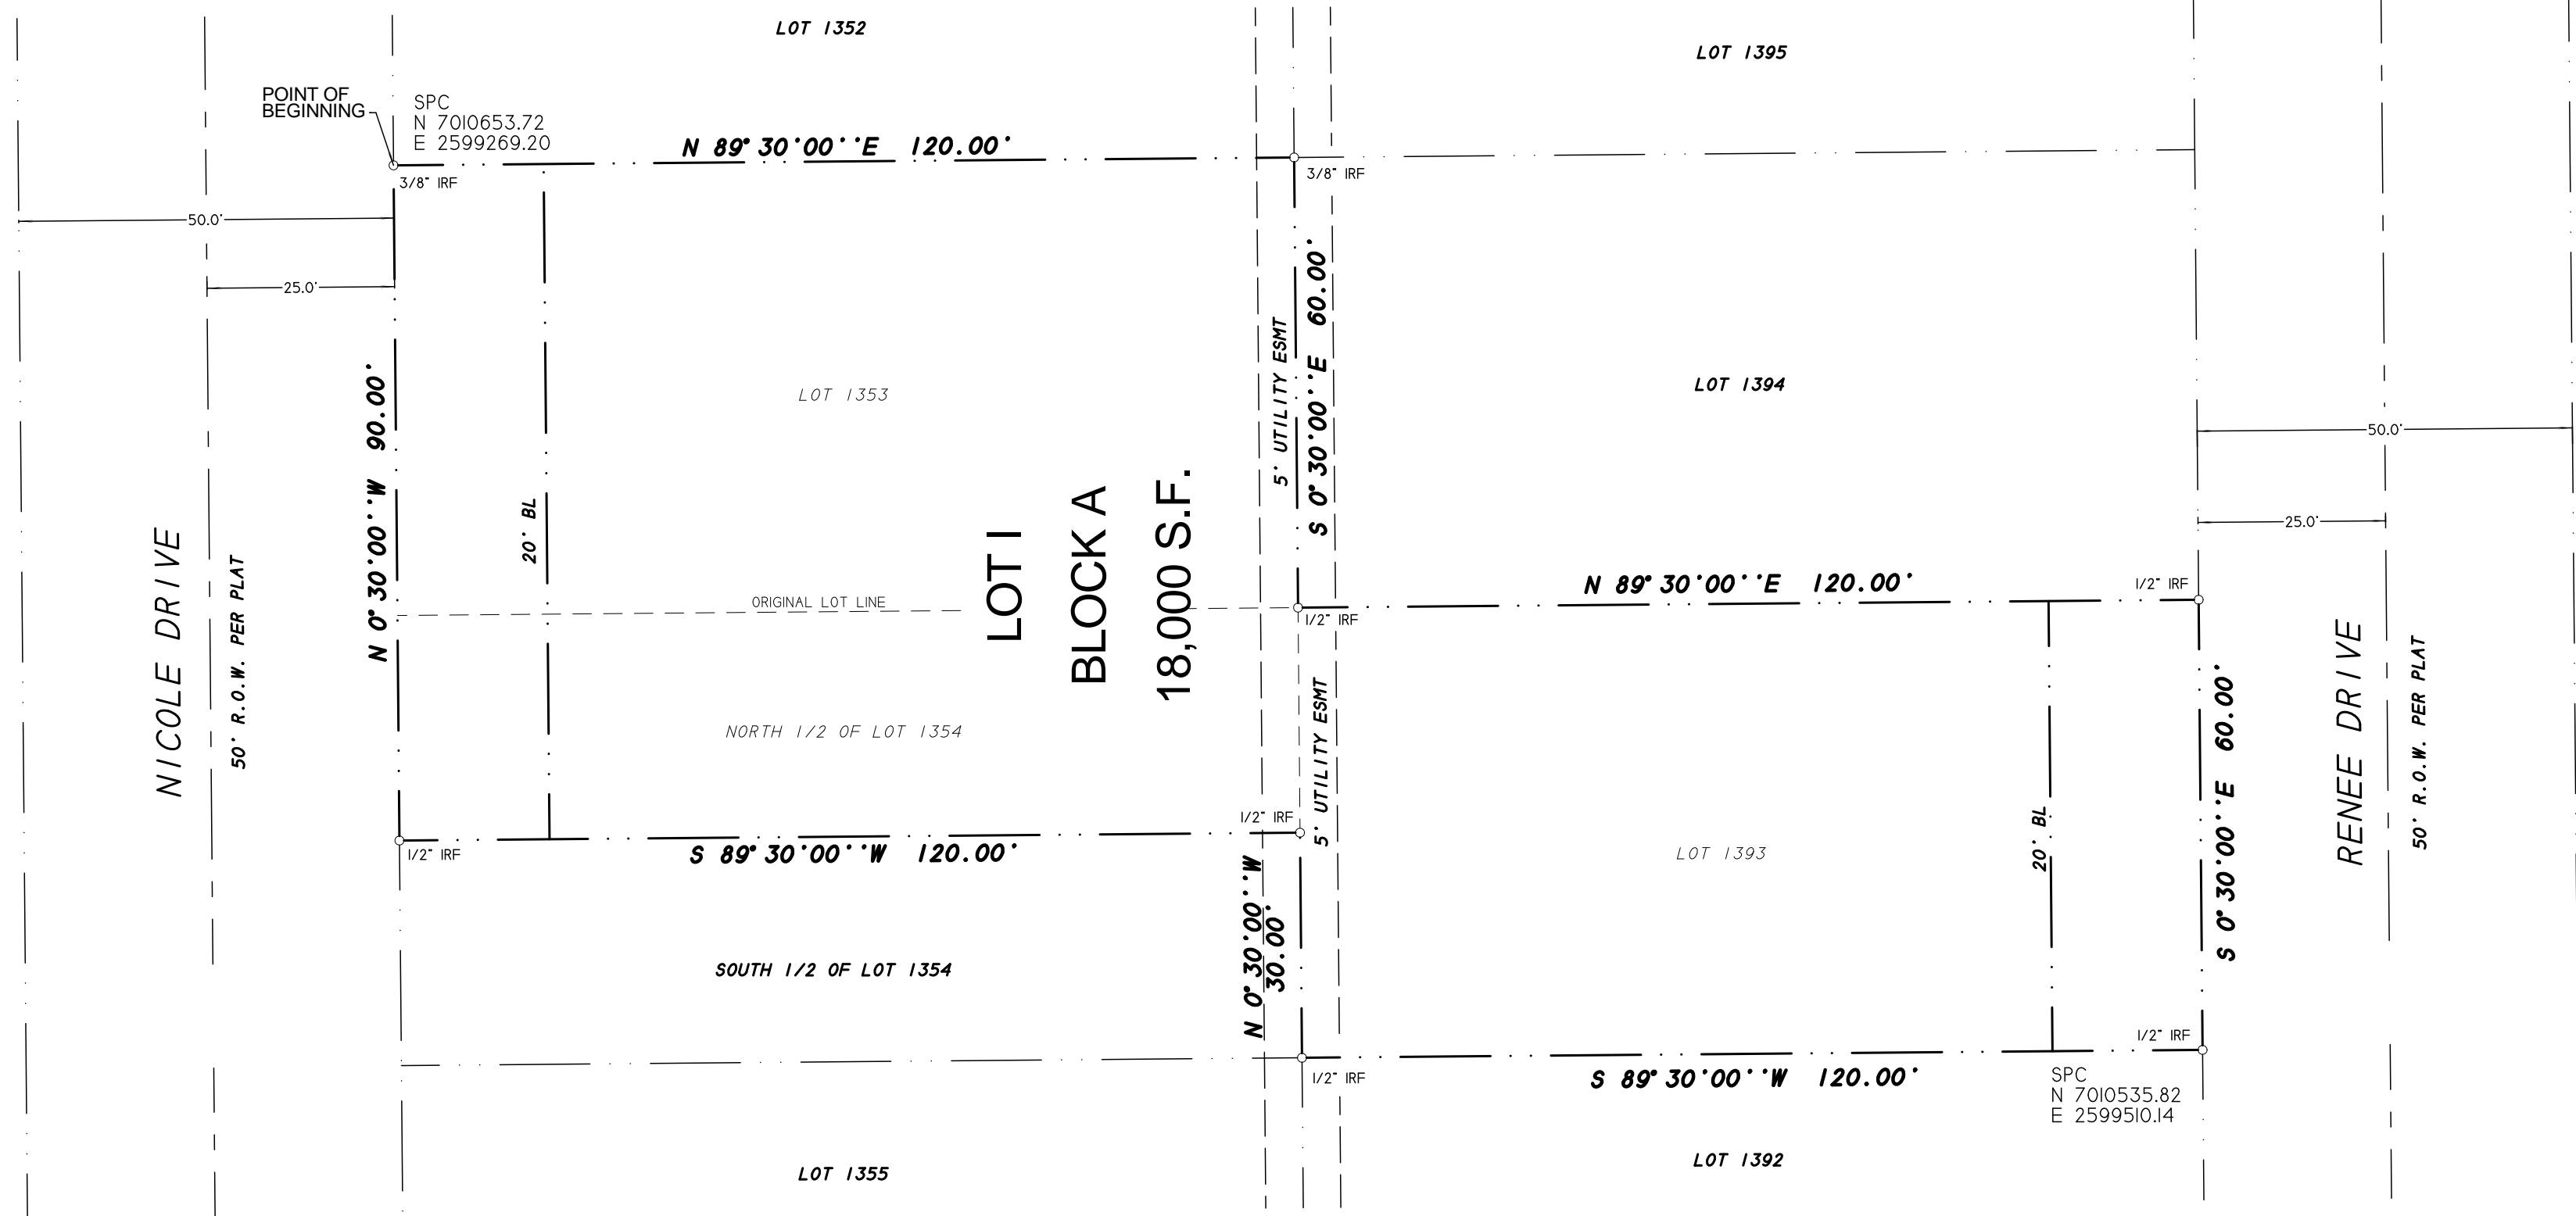 LOT 1352
LOT 1395
POINT OF
BEGINNING
SPC
N 7010653.72
E 2599269.20
N 89°30'00''E 120.00'
3/8" IRF
3/8" IRF
50.0'
25.0'
N 0°30'00''W 90.00'
20' BL
LOT 1353
5' UTILITY ESMT
S 0°30'00''E 60.00'
LOT 1394
50.0'
25.0'
NICOLE DRIVE
50' R.O.W. PER PLAT
ORIGINAL LOT LINE
LOT 1
BLOCK A
18,000 S.F.
N 89°30'00''E 120.00'
1/2" IRF
1/2" IRF
NORTH 1/2 OF LOT 1354
5' UTILITY ESMT
1/2" IRF
1/2" IRF
S 89°30'00''W 120.00'
LOT 1393
20' BL
S 0°30'00''E 60.00'
RENEE DRIVE
50' R.O.W. PER PLAT
N 0°30'00''W
30.00'
SOUTH 1/2 OF LOT 1354
1/2" IRF
1/2" IRF
S 89°30'00''W 120.00'
SPC
N 7010535.82
E 2599510.14
LOT 1355
LOT 1392